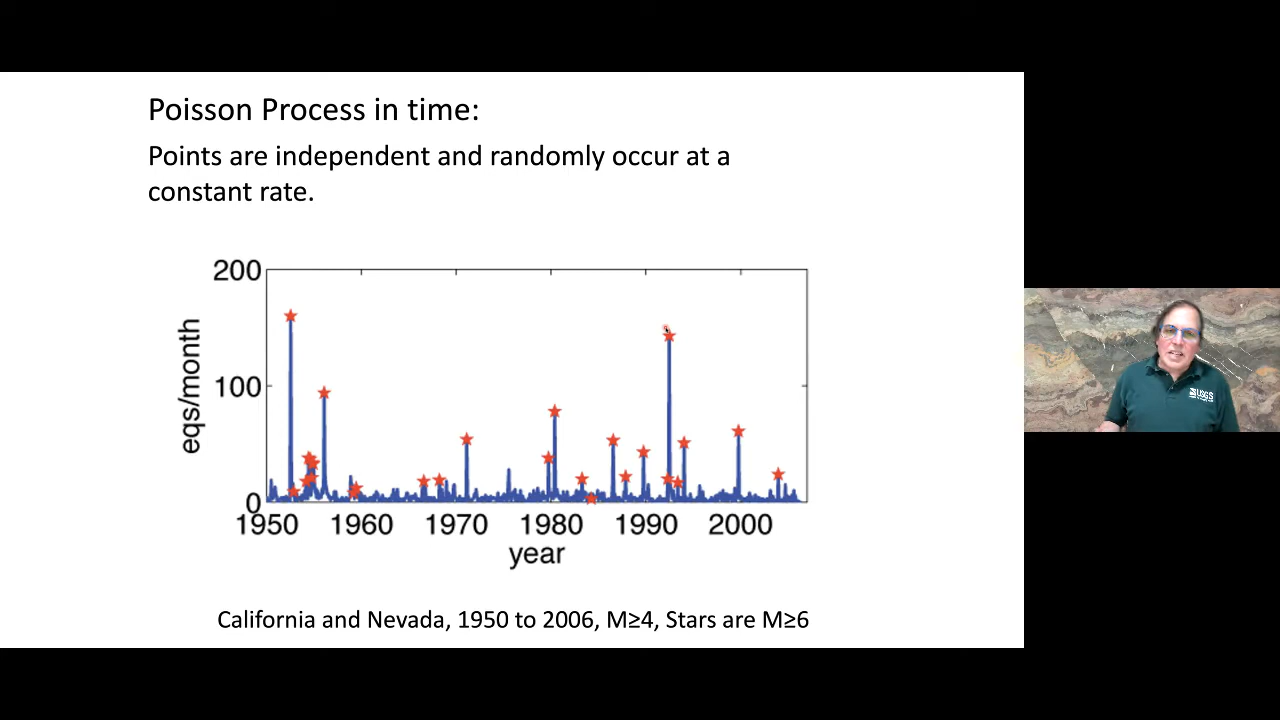 Poisson Process in time:
Points are independent and randomly occur at a
constant rate.
200
100
0
eqs/month
1950 1960 1970 1980 1990 2000
year
California and Nevada, 1950 to 2006, M≥4, Stars are M≥6
USGS